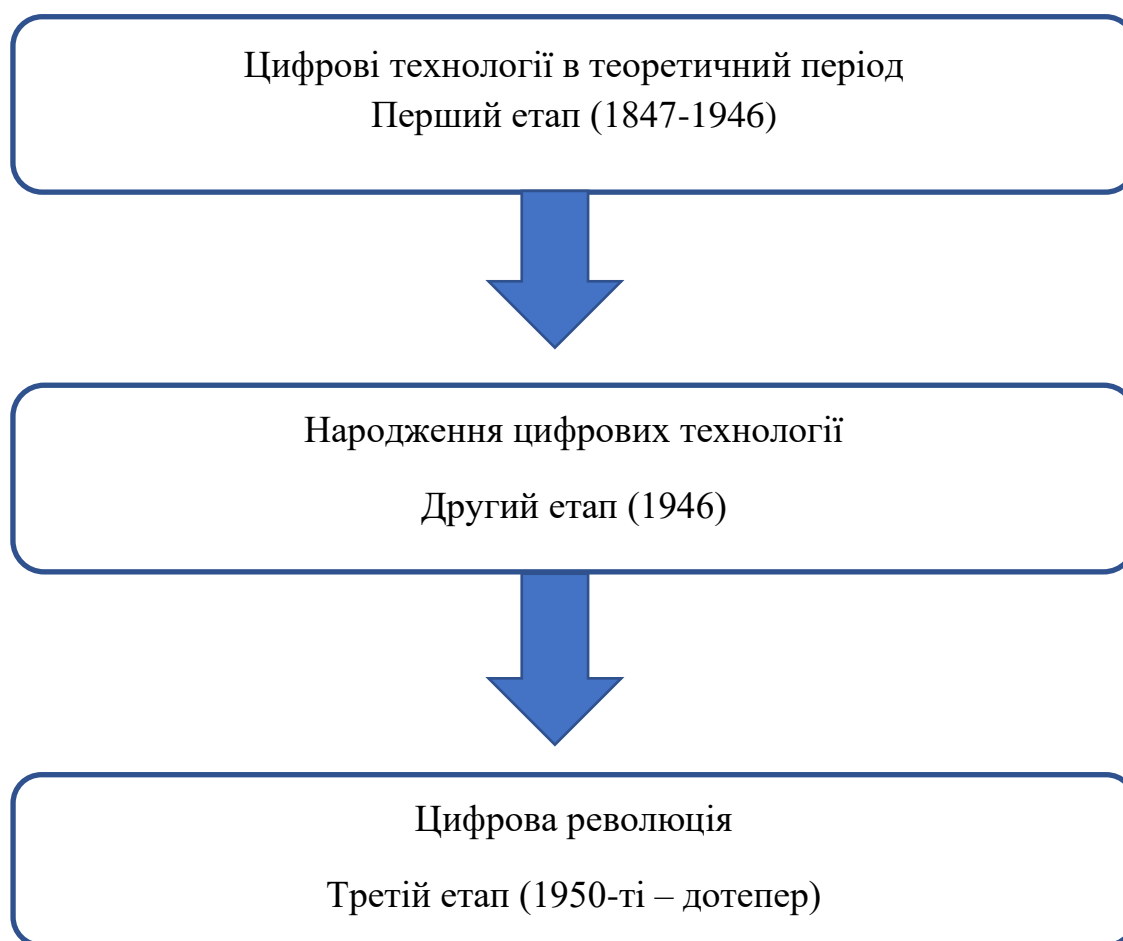 Цифрові технології в теоретичний період
Перший етап (1847-1946)
Народження цифрових технології
Другий етап (1946)
Цифрова революція
Третій етап (1950-ті – дотепер)